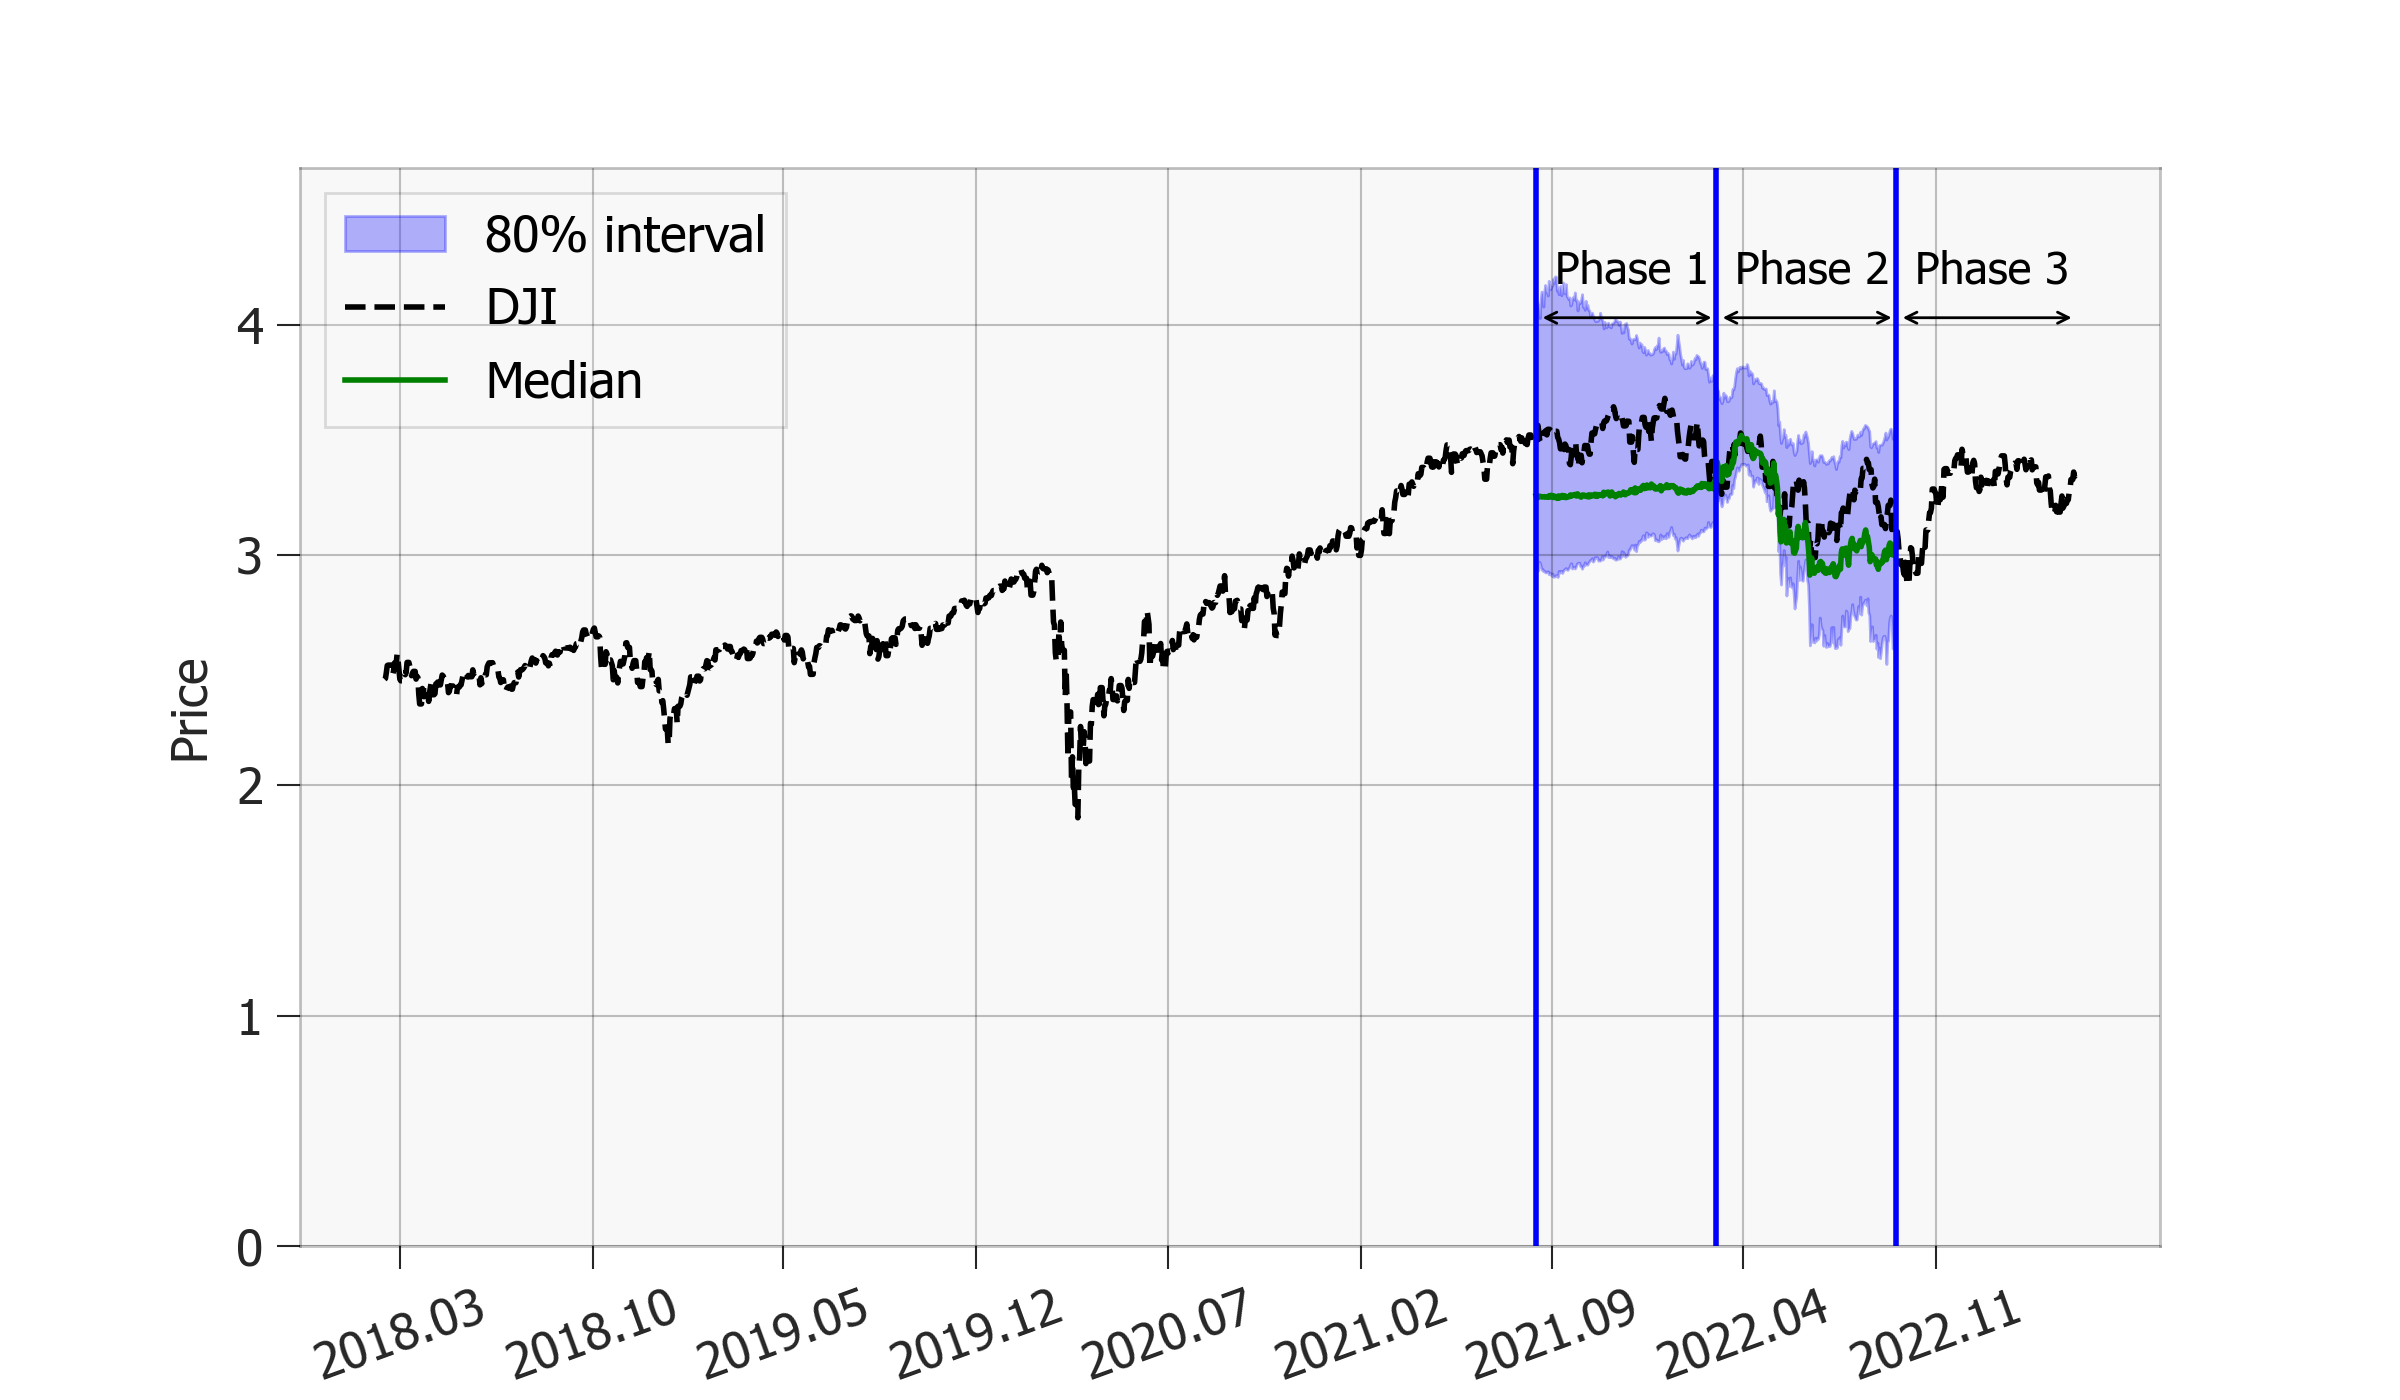 80% interval
DJI
Median
Phase 1
Phase 2
Phase 3
4
3
2
1
0
Price
2018.03
2018.10
2019.05
2019.12
2020.07
2021.02
2021.09
2022.04
2022.11